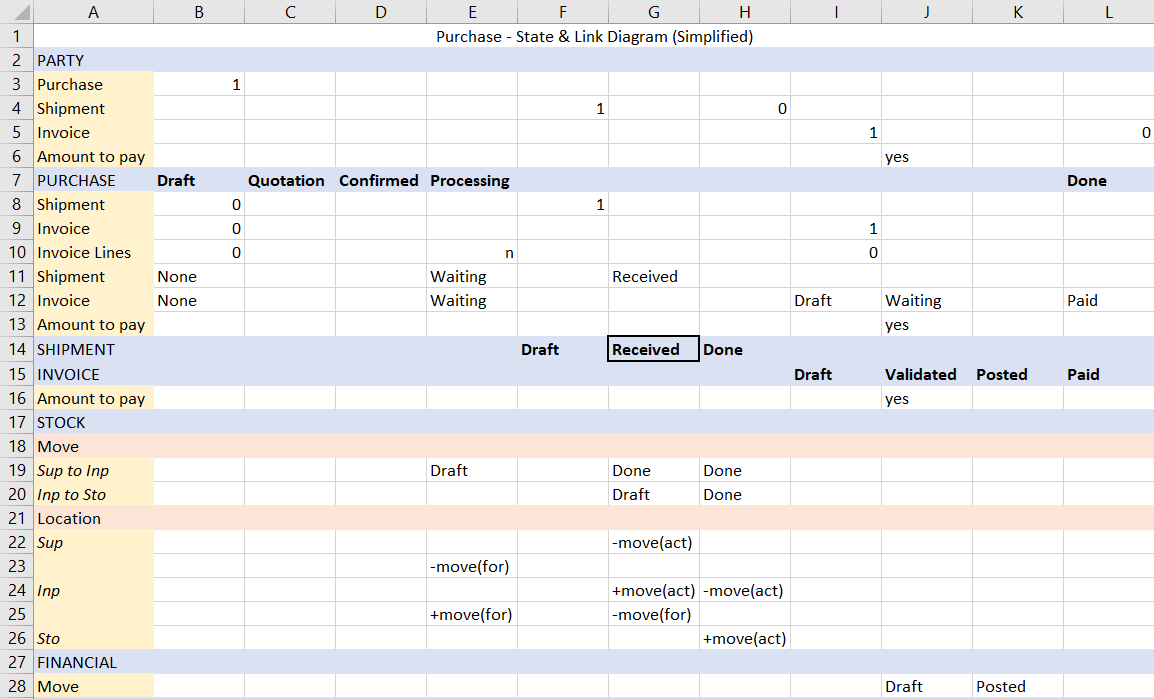 A B C D E F G H I J K L
1 Purchase - State & Link Diagram (Simplified)
2 PARTY
3 Purchase 1
4 Shipment 1 0
5 Invoice 1 0
6 Amount to pay yes
7 PURCHASE Draft Quotation Confirmed Processing Done
8 Shipment 0 1
9 Invoice 0 1
10 Invoice Lines 0 n 0
11 Shipment None Waiting Received
12 Invoice None Waiting Draft Waiting Paid
13 Amount to pay yes
14 SHIPMENT Draft Received Done
15 INVOICE Draft Validated Posted Paid
16 Amount to pay yes
17 STOCK
18 Move
19 Sup to Inp Draft Done Done
20 Inp to Sto Draft Done
21 Location
22 Sup -move(act)
23 -move(for)
24 Inp +move(act) -move(act)
25 +move(for) -move(for)
26 Sto +move(act)
27 FINANCIAL
28 Move Draft Posted